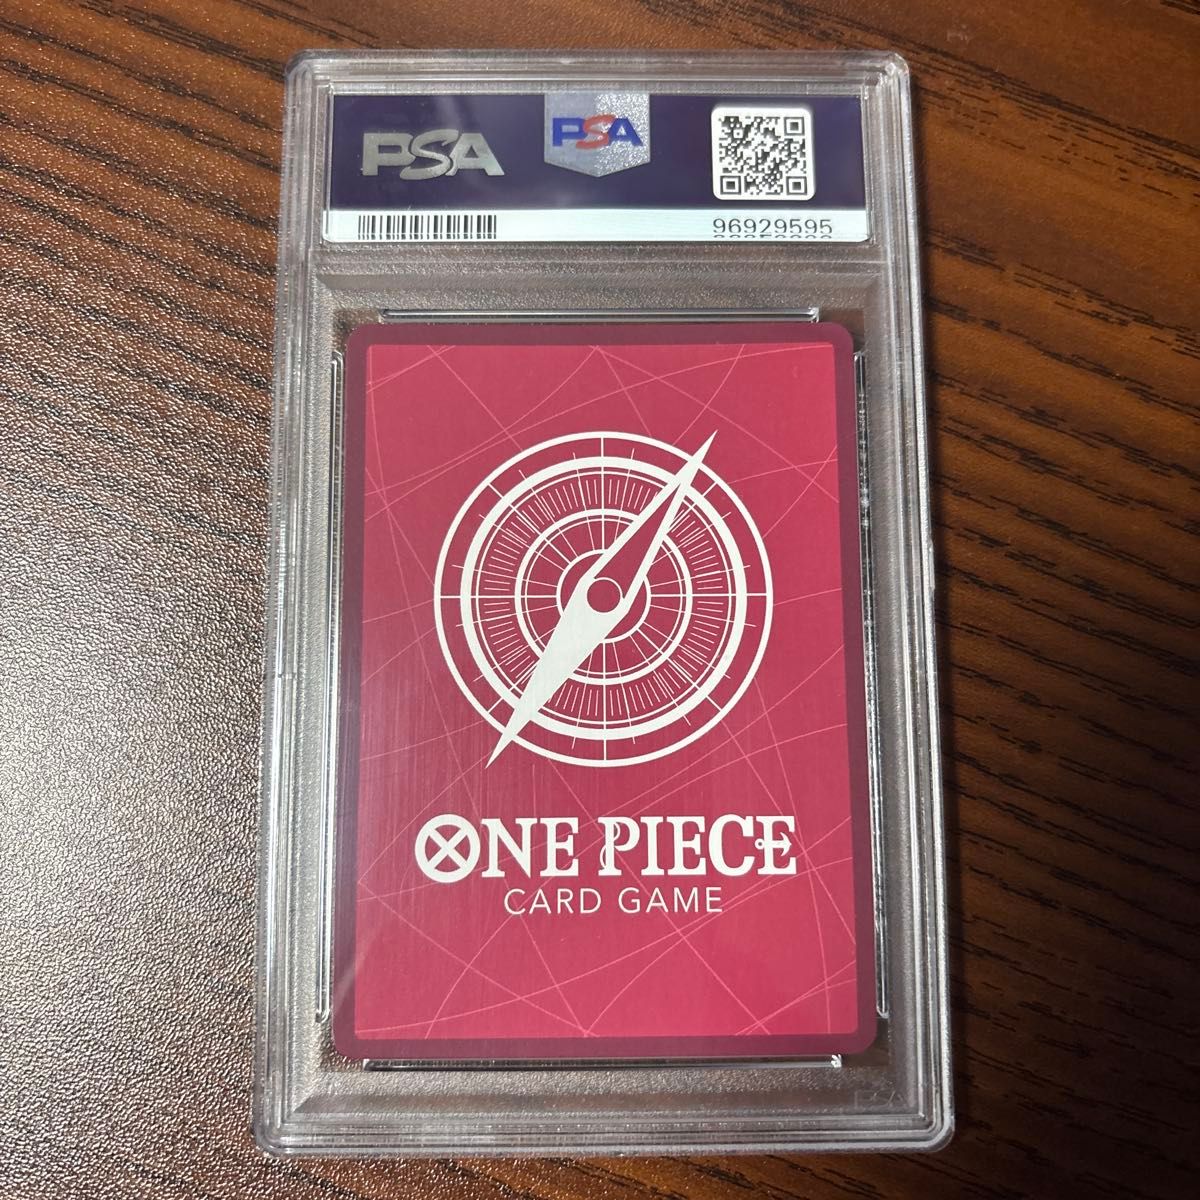 PSA
PSA
96929595
ONE PIECE
CARD GAME